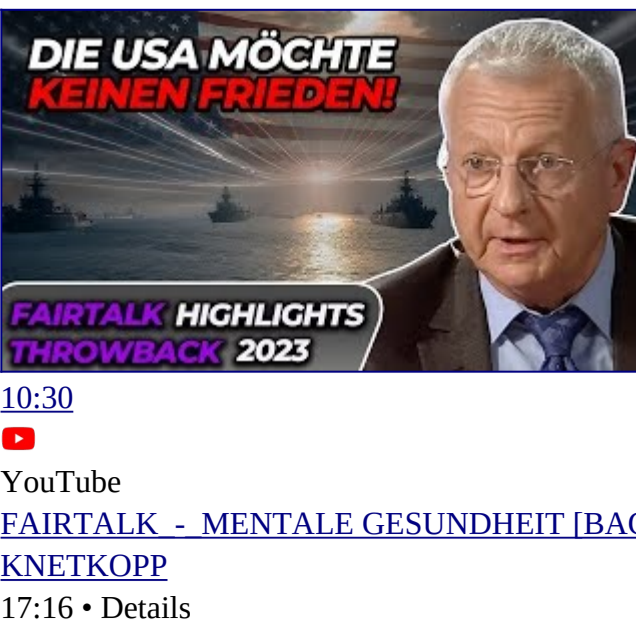 DIE USA MÖCHTE
KEINEN FRIEDEN!
FAIRTALK HIGHLIGHTS
THROWBACK 2023
10:30
YouTube
FAIRTALK_-_MENTALE GESUNDHEIT [BAC
KNETKOPP
17:16 • Details